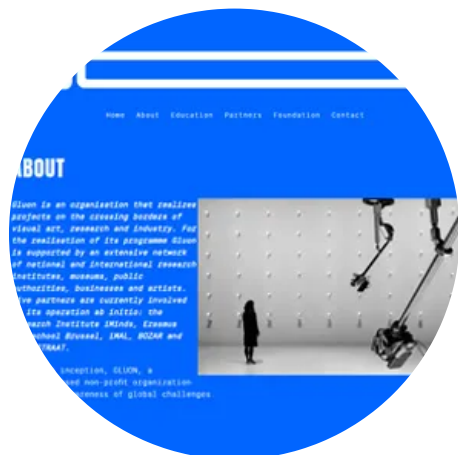 Home About Education Partners Foundation Contact
ABOUT
Gluon is an organisation that realizes
projects on the crossing borders of
visual art, research and industry. For
the realisation of its programme Gluon
is supported by an extensive network
of national and international research
institutes, museums, public
authorities, businesses and artists.
partners are currently involved
its operation ab initio: the
Institute iMinds, Erasmus
Brussel, iMAL, BOZAR and
inception, GLUON, a
non-profit organization
of global challenges